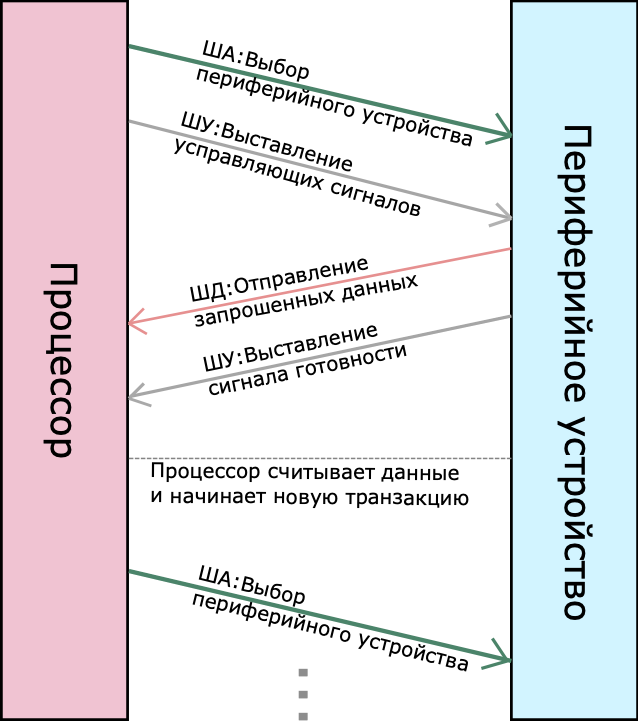 Процессор
Периферийное устройство
ША:Выбор
периферийного устройства
ШУ:Выставление
усправляющих сигналов
ШД:Отправление
запрошенных данных
ШУ:Выставление
сигнала готовности
Процессор считывает данные
и начинает новую транзакцию
ША:Выбор
периферийного устройства